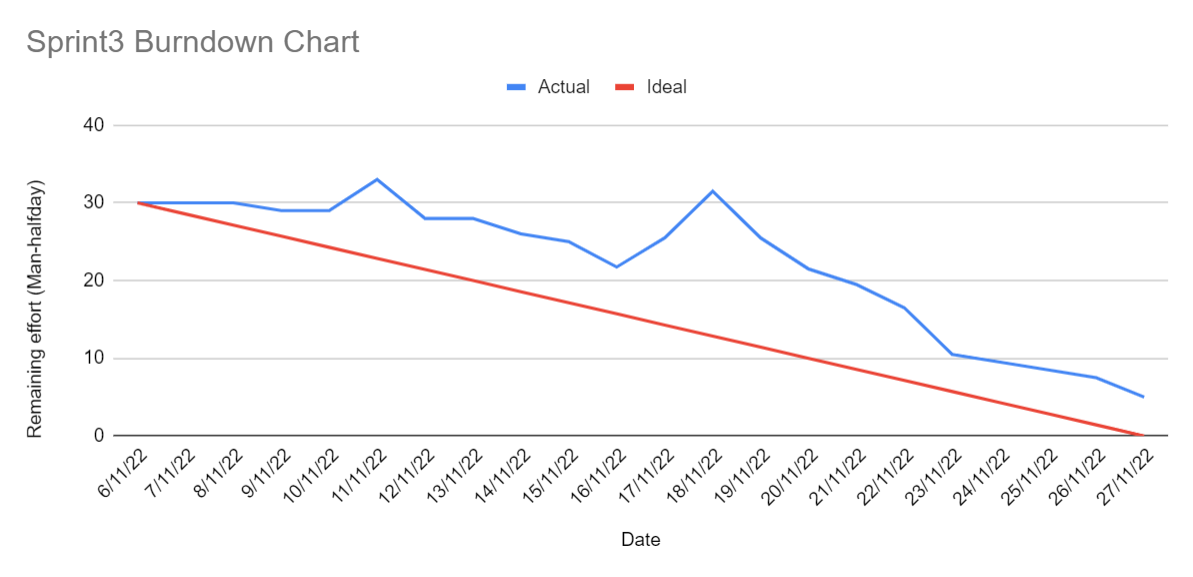 Sprint3 Burndown Chart
Actual Ideal
Remaining effort (Man-halfday)
40
30
20
10
0
6/11/22 7/11/22 8/11/22 9/11/22 10/11/22 11/11/22 12/11/22 13/11/22 14/11/22 15/11/22 16/11/22 17/11/22 18/11/22 19/11/22 20/11/22 21/11/22 22/11/22 23/11/22 24/11/22 25/11/22 26/11/22 27/11/22
Date